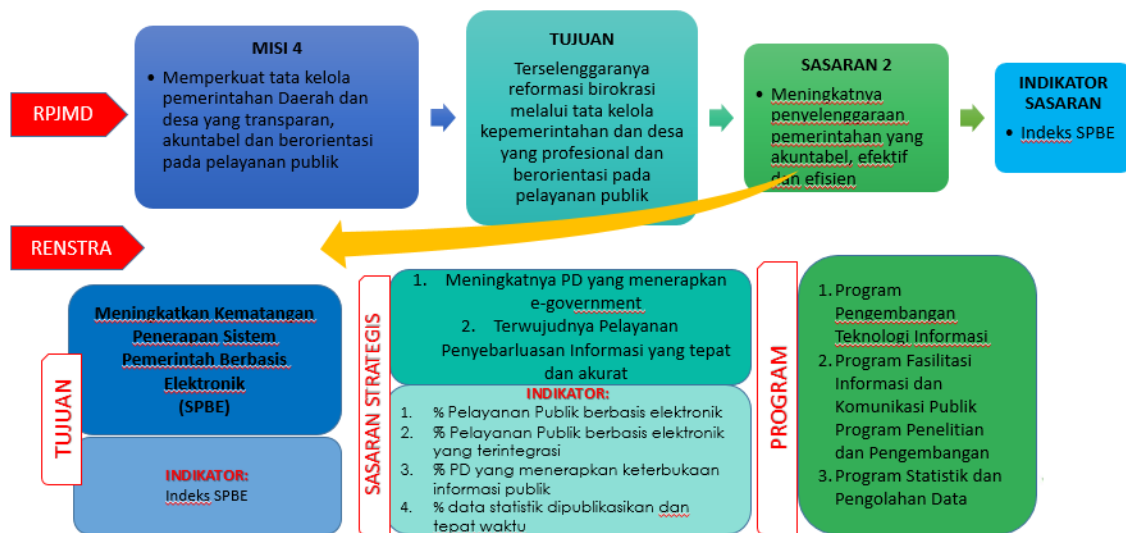 RPJMD
MISI 4
• Memperkuat tata kelola
pemerintahan Daerah dan
desa yang transparan,
akuntabel dan berorientasi
pada pelayanan publik
TUJUAN
Terselenggaranya
reformasi birokrasi
melalui tata kelola
kepemerintahan dan desa
yang profesional dan
berorientasi pada
pelayanan publik
SASARAN 2
• Meningkatnya
penyelenggaraan
pemerintahan yang
akuntabel, efektif
dan efisien
INDIKATOR
SASARAN
• Indeks SPBE
RENSTRA
TUJUAN
Meningkatkan Kematangan
Penerapan Sistem
Pemerintah Berbasis
Elektronik
(SPBE)
INDIKATOR:
Indeks SPBE
SASARAN STRATEGIS
1. Meningkatnya PD yang menerapkan
e-government
2. Terwujudnya Pelayanan
Penyebarluasan Informasi yang tepat
dan akurat
INDIKATOR:
1. % Pelayanan Publik berbasis elektronik
2. % Pelayanan Publik berbasis elektronik
yang terintegrasi
3. % PD yang menerapkan keterbukaan
informasi publik
4. % data statistik dipublikasikan dan
tepat waktu
PROGRAM
1. Program
Pengembangan
Teknologi Informasi
2. Program Fasilitasi
Informasi dan
Komunikasi Publik
Program Penelitian
dan Pengembangan
3. Program Statistik dan
Pengolahan Data